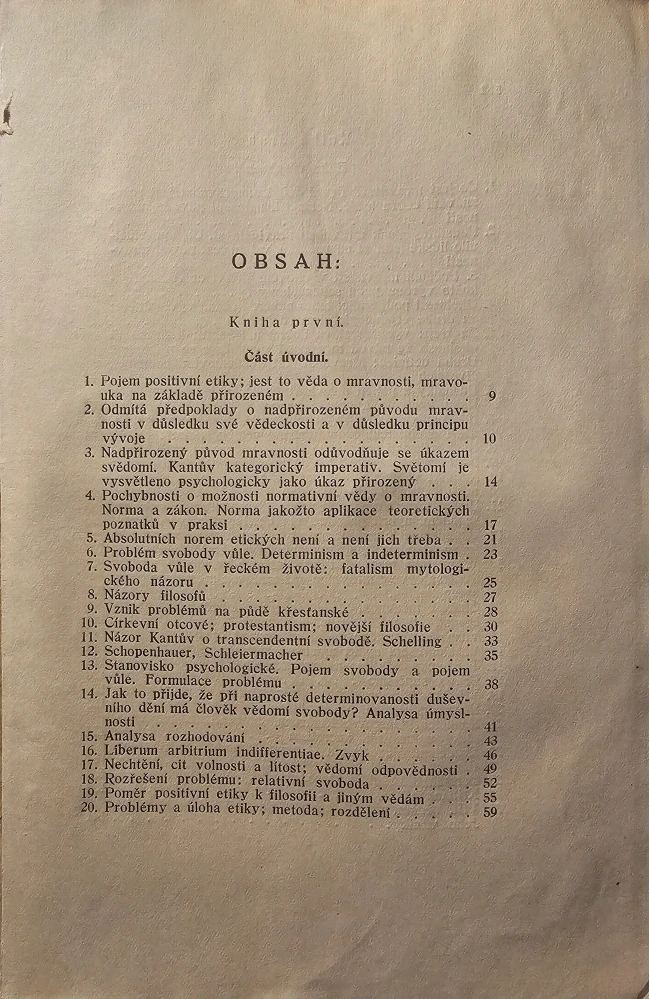 OBSAH:
Kniha první.
Část úvodní.
1. Pojem positivní etiky; jest to věda o mravnosti, mravo-
uka na základě přirozeném . . . . . . . . . . . 9
2. Odmítá předpoklady o nadpřirozeném původu mrav-
nosti v důsledku své vědeckosti a v důsledku principu
vývoje . . . . . . . . . . . . . . . . . . 10
3. Nadpřirozený původ mravnosti odůvodňuje se úkazem
svědomí. Kantův kategorický imperativ. Světomí je
vysvětleno psychologicky jako úkaz přirozený . . . 14
4. Pochybnosti o možnosti normativní vědy o mravnosti.
Norma a zákon. Norma jakožto aplikace teoretických
poznatků v praksi . . . . . . . . . . . . . . 17
5. Absolutních norem etických není a není jich třeba . . 21
6. Problém svobody vůle. Determinism a indeterminism . 23
7. Svoboda vůle v řeckém životě: fatalism mytologi-
ckého názoru . . . . . . . . . . . . . . . . 25
8. Názory filosofů . . . . . . . . . . . . . . . . 27
9. Vznik problémů na půdě křesťanské . . . . . . . 28
10. Církevní otcové; protestantism; novější filosofie . . 30
11. Názor Kantův o transcendentní svobodě. Schelling . . 33
12. Schopenhauer, Schleiermacher . . . . . . . . . 35
13. Stanovisko psychologické. Pojem svobody a pojem
vůle. Formulace problému . . . . . . . . . . . 38
14. Jak to přijde, že při naprosté determinovanosti dušev-
ního dění má člověk vědomí svobody? Analysa úmysl-
nosti . . . . . . . . . . . . . . . . . . . 41
15. Analysa rozhodování . . . . . . . . . . . . . 43
16. Liberum arbitrium indifferentiae. Zvyk . . . . . . 46
17. Nechtění, cit volnosti a lítost; vědomí odpovědnosti . 49
18. Rozřešení problému: relativní svoboda . . . . . . 52
19. Poměr positivní etiky k filosofii a jiným vědám . . . 55
20. Problémy a úloha etiky; metoda; rozdělení . . . . . 59